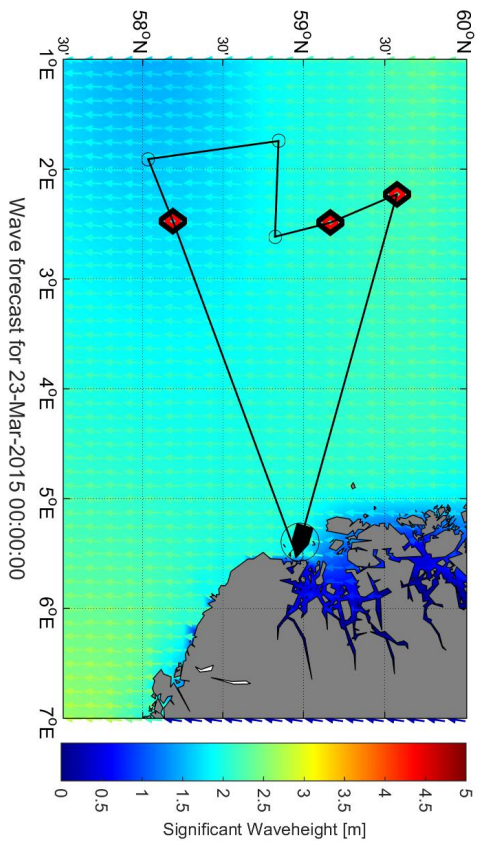 30'
58°N
30'
59°N
30'
60°N
1°E
2°E
3°E
4°E
5°E
6°E
7°E
Wave forecast for 23-Mar-2015 00:00:00
0
0.5
1
1.5
2
2.5
3
3.5
4
4.5
5
Significant Waveheight [m]